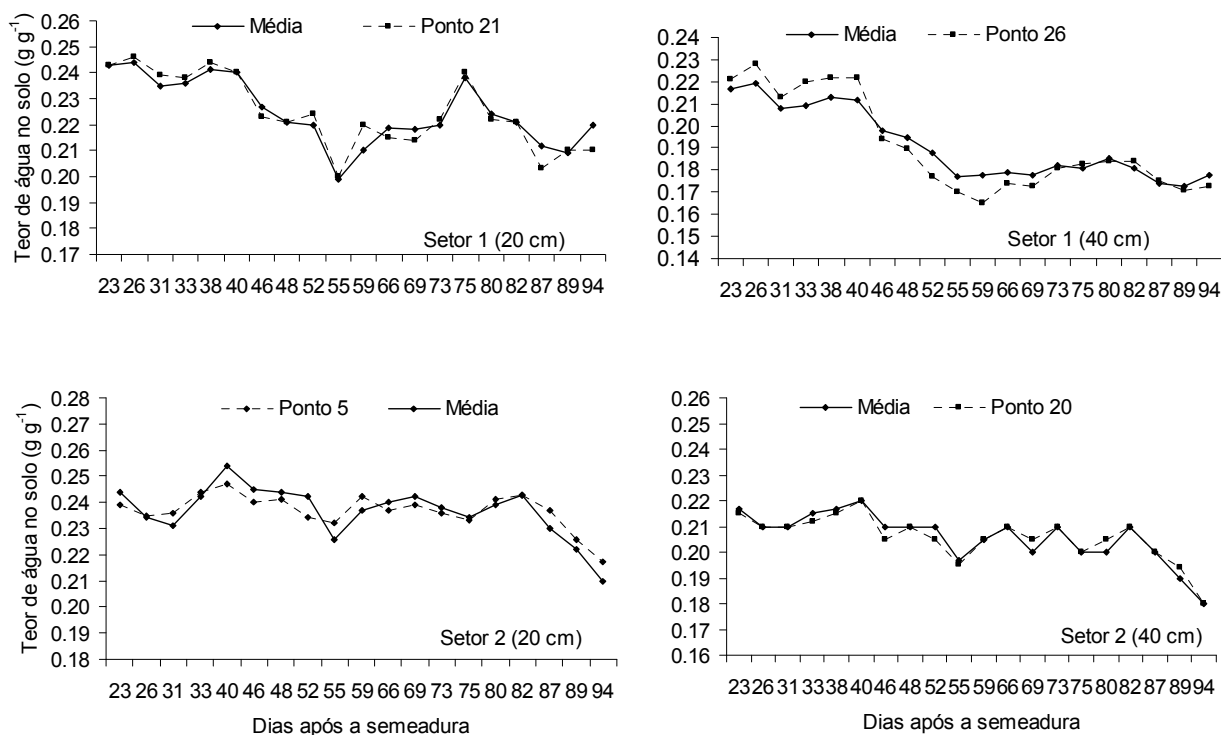 Média Ponto 21
Teor de água no solo (g g⁻¹)
0.26
0.25
0.24
0.23
0.22
0.21
0.20
0.19
0.18
0.17
Setor 1 (20 cm)
23 26 31 33 38 40 46 48 52 55 59 66 69 73 75 80 82 87 89 94
Média Ponto 26
0.24
0.23
0.22
0.21
0.20
0.19
0.18
0.17
0.16
0.15
0.14
Setor 1 (40 cm)
23 26 31 33 38 40 46 48 52 55 59 66 69 73 75 80 82 87 89 94
Ponto 5 Média
Teor de água no solo (g g⁻¹)
0.28
0.27
0.26
0.25
0.24
0.23
0.22
0.21
0.20
0.19
0.18
Setor 2 (20 cm)
23 26 31 33 40 46 48 52 55 59 66 69 73 75 80 82 87 89 94
Dias após a semeadura
Média Ponto 20
0.26
0.25
0.24
0.23
0.22
0.21
0.20
0.19
0.18
0.17
0.16
Setor 2 (40 cm)
23 26 31 33 38 40 46 48 52 55 59 66 69 73 75 80 82 87 89 94
Dias após a semeadura